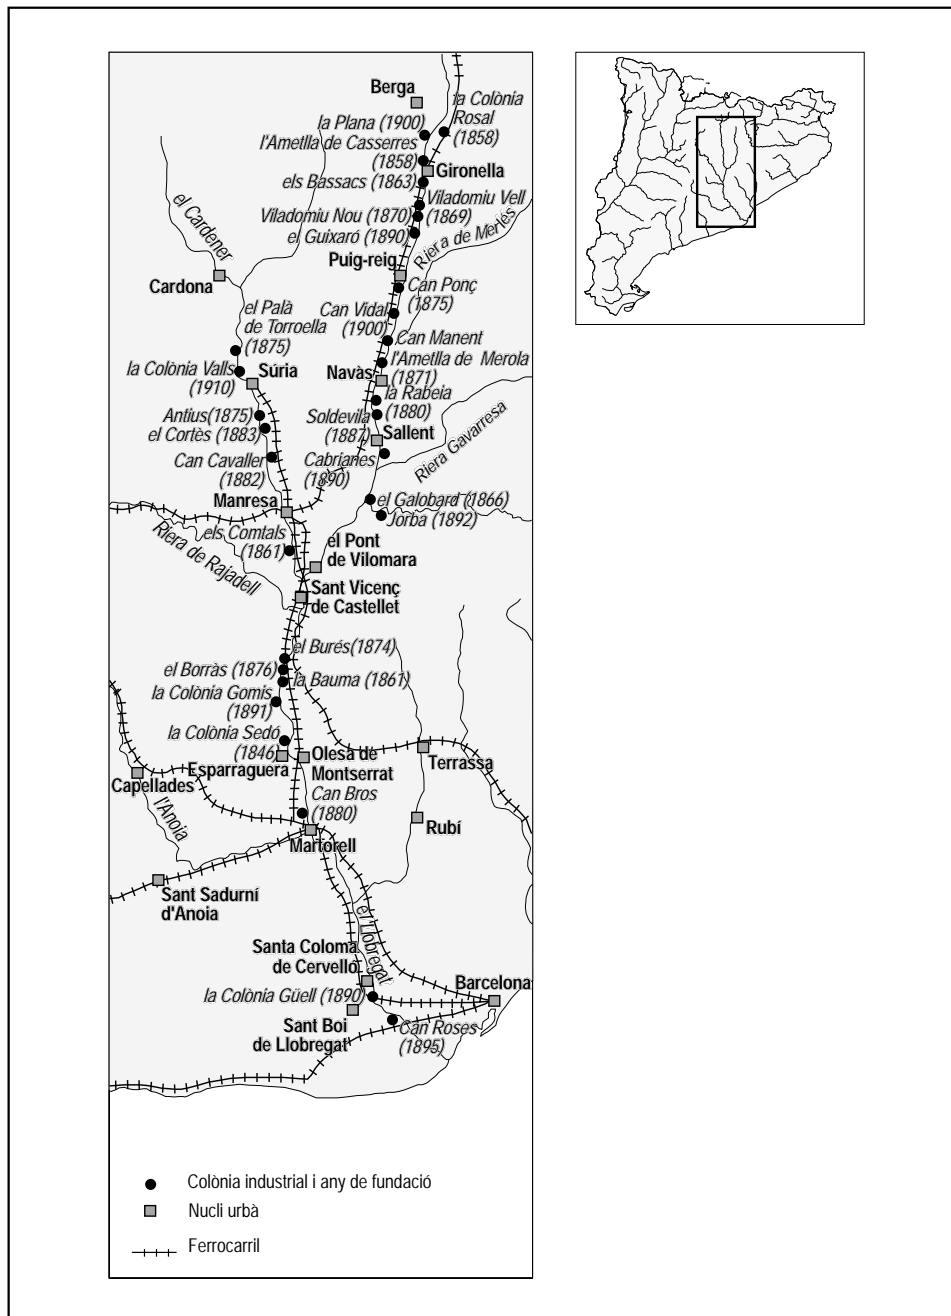 Berga
la Colònia
Rosal
(1858)
la Plana (1900)
l'Ametlla de Casserres
(1858)
Gironella
els Bassacs (1863)
Viladomiu Vell
(1869)
Viladomiu Nou (1870)
el Guixaró (1890)
Riera de Merlés
el Cardener
Puig-reig
Cardona
Can Ponç
(1875)
el Palà
de Torroella
(1875)
Can Vidal
(1900)
Can Manent
l'Ametlla de Merola
(1871)
la Colònia Valls
(1910)
Súria
Navàs
la Rabeia
(1880)
Antius(1875)
el Cortès (1883)
Soldevila
(1887)
Sallent
Riera Gavarresa
Can Cavaller
(1882)
Cabrianes
(1890)
Manresa
el Galobard (1866)
Jorba (1892)
els Comtals
(1861)
Riera de Rajadell
el Pont
de Vilomara
Sant Vicenç
de Castellet
el Burés(1874)
el Borràs (1876)
la Bauma (1861)
la Colònia Gomis
(1891)
la Colònia Sedó
(1846)
Esparraguera
Olesa de
Montserrat
Terrassa
Capellades
l'Anoia
Can Bros
(1880)
Rubí
Martorell
Sant Sadurní
d'Anoia
el Llobregat
Santa Coloma
de Cervelló
Barcelona
la Colònia Güell (1890)
Sant Boi
de Llobregat
Can Roses
(1895)
Colònia industrial i any de fundació
Nucli urbà
Ferrocarril